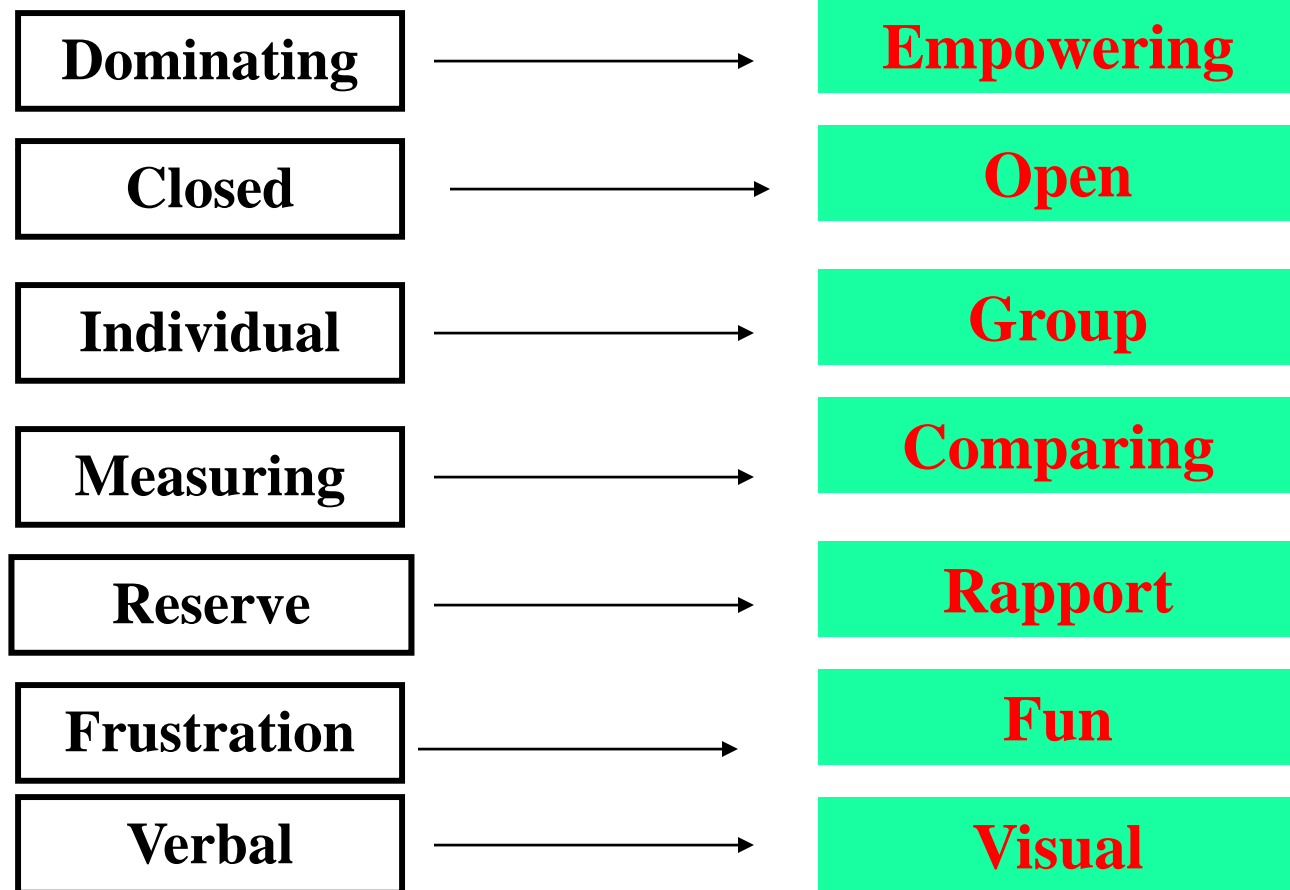 Dominating
Empowering
Closed
Open
Individual
Group
Measuring
Comparing
Reserve
Rapport
Frustration
Fun
Verbal
Visual